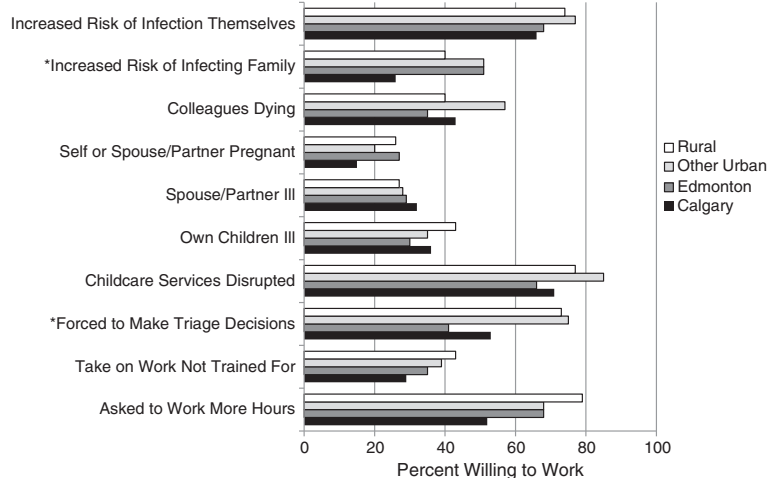 Increased Risk of Infection Themselves
*Increased Risk of Infecting Family
Colleagues Dying
Self or Spouse/Partner Pregnant
Spouse/Partner Ill
Own Children Ill
Childcare Services Disrupted
*Forced to Make Triage Decisions
Take on Work Not Trained For
Asked to Work More Hours
0 20 40 60 80 100
Percent Willing to Work
Rural
Other Urban
Edmonton
Calgary